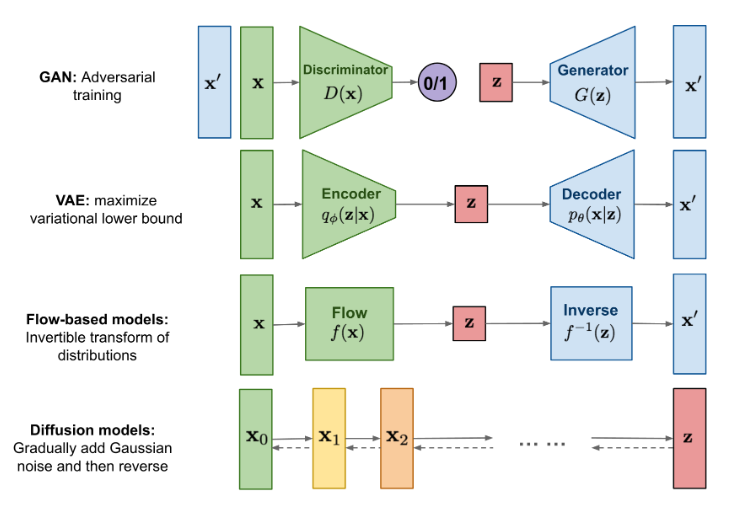 GAN: Adversarial
training
x′
x
Discriminator
D(x)
0/1
z
Generator
G(z)
x′
VAE: maximize
variational lower bound
x
Encoder
qϕ(z|x)
z
Decoder
pθ(x|z)
x′
Flow-based models:
Invertible transform of
distributions
x
Flow
f(x)
z
Inverse
f⁻¹(z)
x′
Diffusion models:
Gradually add Gaussian
noise and then reverse
x₀
x₁
x₂
... ...
z